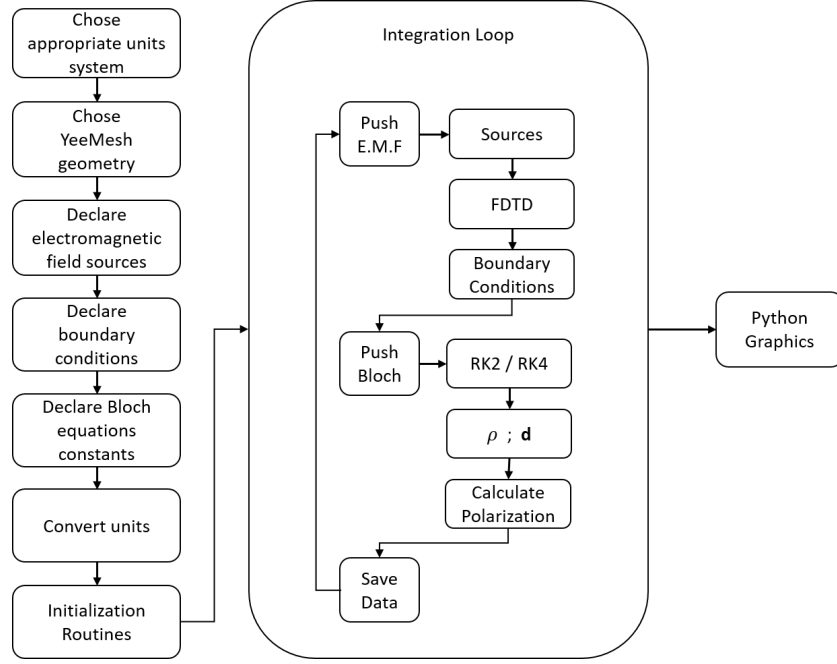 Chose
appropriate units
system
Chose
YeeMesh
geometry
Declare
electromagnetic
field sources
Declare
boundary
conditions
Declare Bloch
equations
constants
Convert units
Initialization
Routines
Integration Loop
Push
E.M.F
Sources
FDTD
Boundary
Conditions
Push
Bloch
RK2 / RK4
ρ ; d
Calculate
Polarization
Save
Data
Python
Graphics